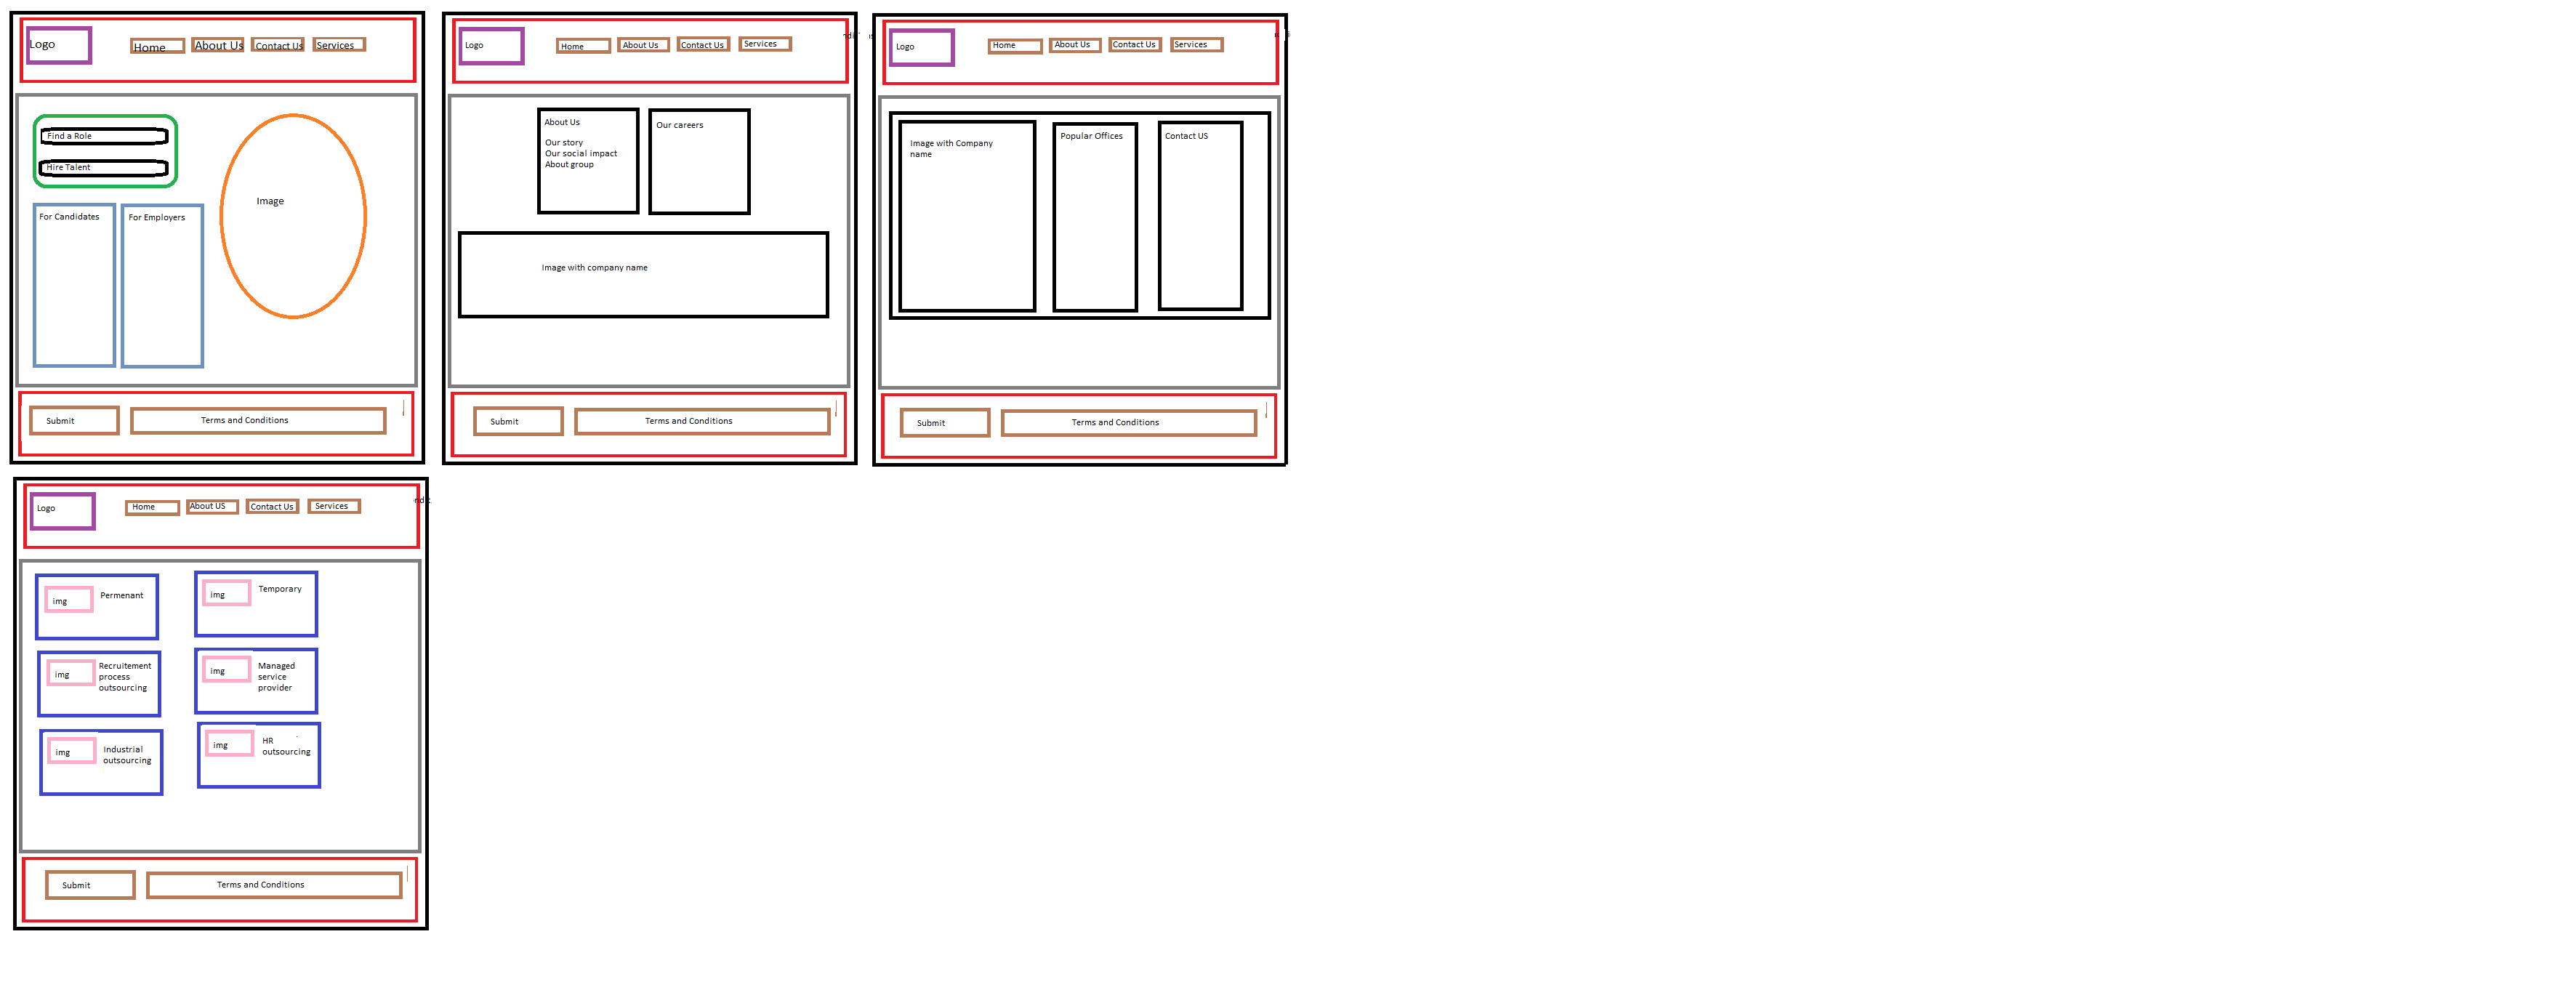 Logo
Home
About Us
Contact Us
Services
Find a Role
Hire Talent
For Candidates
For Employers
Image
Submit
Terms and Conditions
Logo
Home
About Us
Contact Us
Services
About Us
Our story
Our social impact
About group
Our careers
Image with company name
Submit
Terms and Conditions
Logo
Home
About Us
Contact Us
Services
Image with Company
name
Popular Offices
Contact US
Submit
Terms and Conditions
Logo
Home
About US
Contact Us
Services
img
Permenant
img
Temporary
img
Recruitement
process
outsourcing
img
Managed
service
provider
img
Industrial
outsourcing
img
HR
outsourcing
Submit
Terms and Conditions